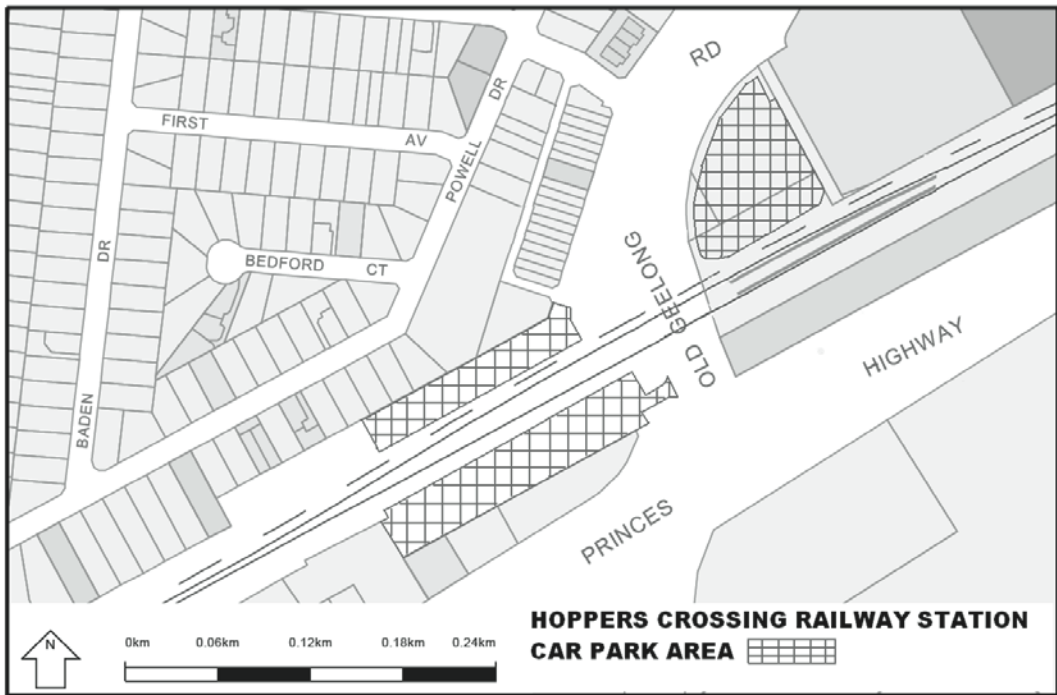 RD
FIRST
AV
POWELL
DR
DR
BEDFORD
CT
OLD GEELONG
HIGHWAY
BADEN
PRINCES
N
0km 0.06km 0.12km 0.18km 0.24km
HOPPERS CROSSING RAILWAY STATION
CAR PARK AREA